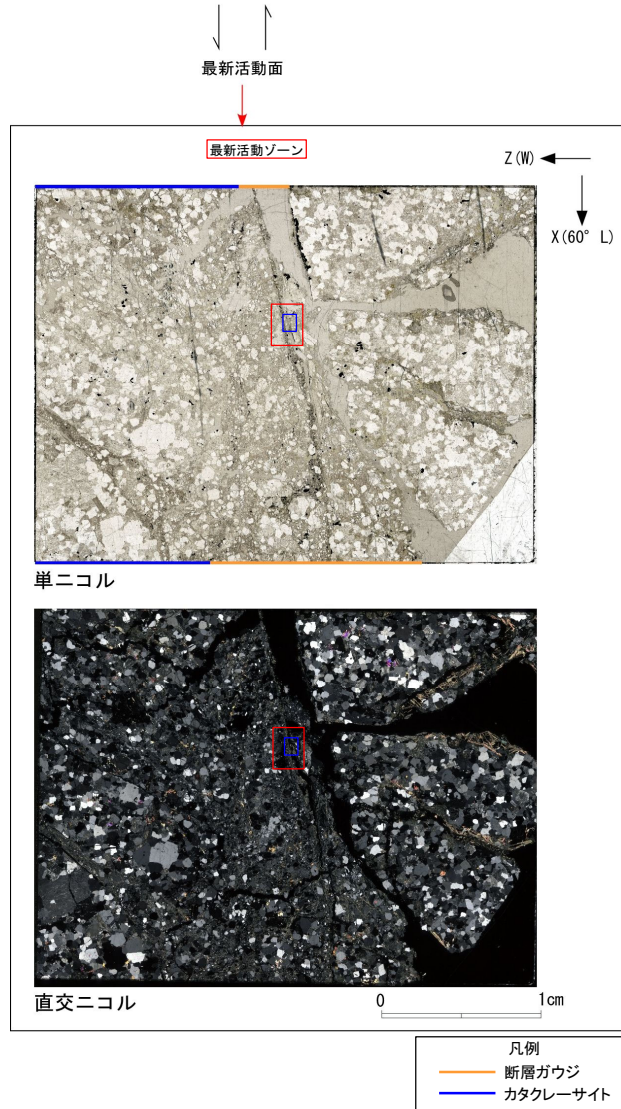 最新活動面
最新活動ゾーン
Z(W)
X(60° L)
単ニコル
直交ニコル
0 1cm
凡例
断層ガウジ
カタクレーサイト